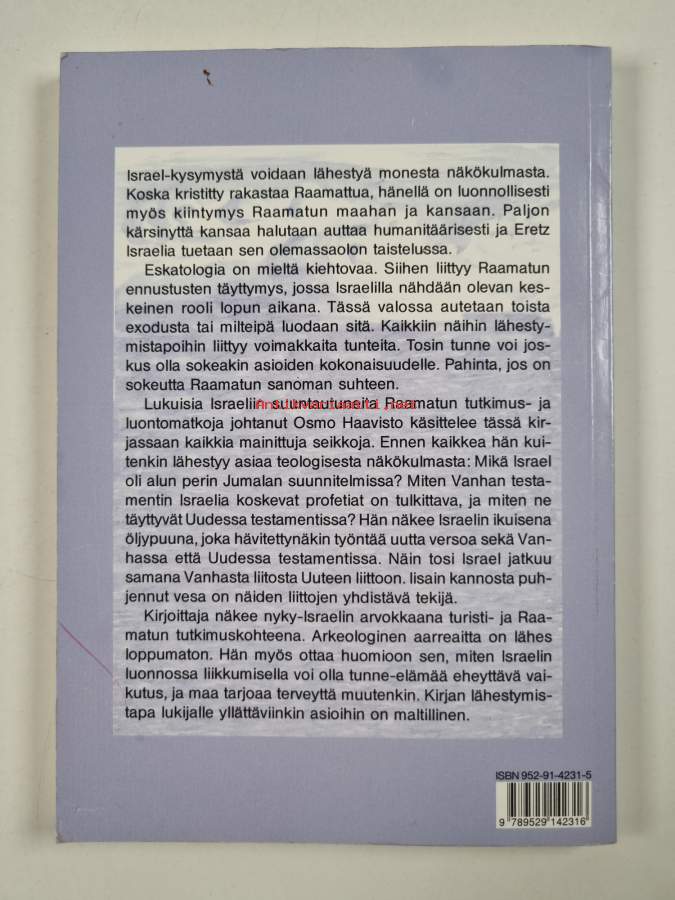 Israel-kysymystä voidaan lähestyä monesta näkökulmasta.
Koska kristitty rakastaa Raamattua, hänellä on luonnollisesti
myös kiintymys Raamatun maahan ja kansaan. Paljon
kärsinyttä kansaa halutaan auttaa humanitäärisesti ja Eretz
Israelia tuetaan sen olemassaolon taistelussa.
Eskatologia on mieltä kiehtovaa. Siihen liittyy Raamatun
ennustusten täyttymys, jossa Israelilla nähdään olevan kes-
keinen rooli lopun aikana. Tässä valossa autetaan toista
exodusta tai milteipä luodaan sitä. Kaikkiin näihin lähesty-
mistapoihin liittyy voimakkaita tunteita. Tosin tunne voi jos-
kus olla sokeakin asioiden kokonaisuudelle. Pahinta, jos on
sokeutta Raamatun sanoman suhteen.
Lukuisia Israeliin suuntautuneita Raamatun tutkimus- ja
Antikvariaatti.net
luontomatkoja johtanut Osmo Haavisto käsittelee tässä kir-
jassaan kaikkia mainittuja seikkoja. Ennen kaikkea hän kui-
tenkin lähestyy asiaa teologisesta näkökulmasta: Mikä Israel
oli alun perin Jumalan suunnitelmissa? Miten Vanhan testa-
mentin Israelia koskevat profetiat on tulkittava, ja miten ne
täyttyvät Uudessa testamentissa? Hän näkee Israelin ikuisena
öljypuuna, joka hävitettynäkin työntää uutta versoa sekä Van-
hassa että Uudessa testamentissa. Näin tosi Israel jatkuu
samana Vanhasta liitosta Uuteen liittoon. Iisain kannosta puh-
jennut vesa on näiden liittojen yhdistävä tekijä.
Kirjoittaja näkee nyky-Israelin arvokkaana turisti- ja Raa-
matun tutkimuskohteena. Arkeologinen aarreaitta on lähes
loppumaton. Hän myös ottaa huomioon sen, miten Israelin
luonnossa liikkumisella voi olla tunne-elämää eheyttävä vai-
kutus, ja maa tarjoaa terveyttä muutenkin. Kirjan lähestymis-
tapa lukijalle yllättäviinkin asioihin on maltillinen.
ISBN 952-91-4231-5
9 789529 142316